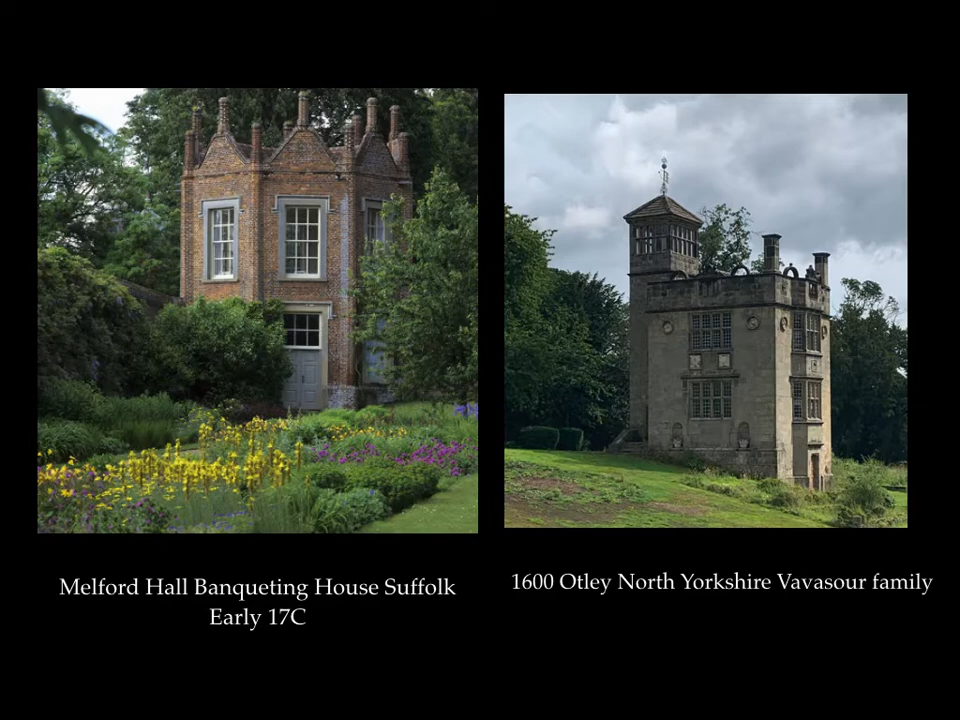 Melford Hall Banqueting House Suffolk
Early 17C
1600 Otley North Yorkshire Vavasour family